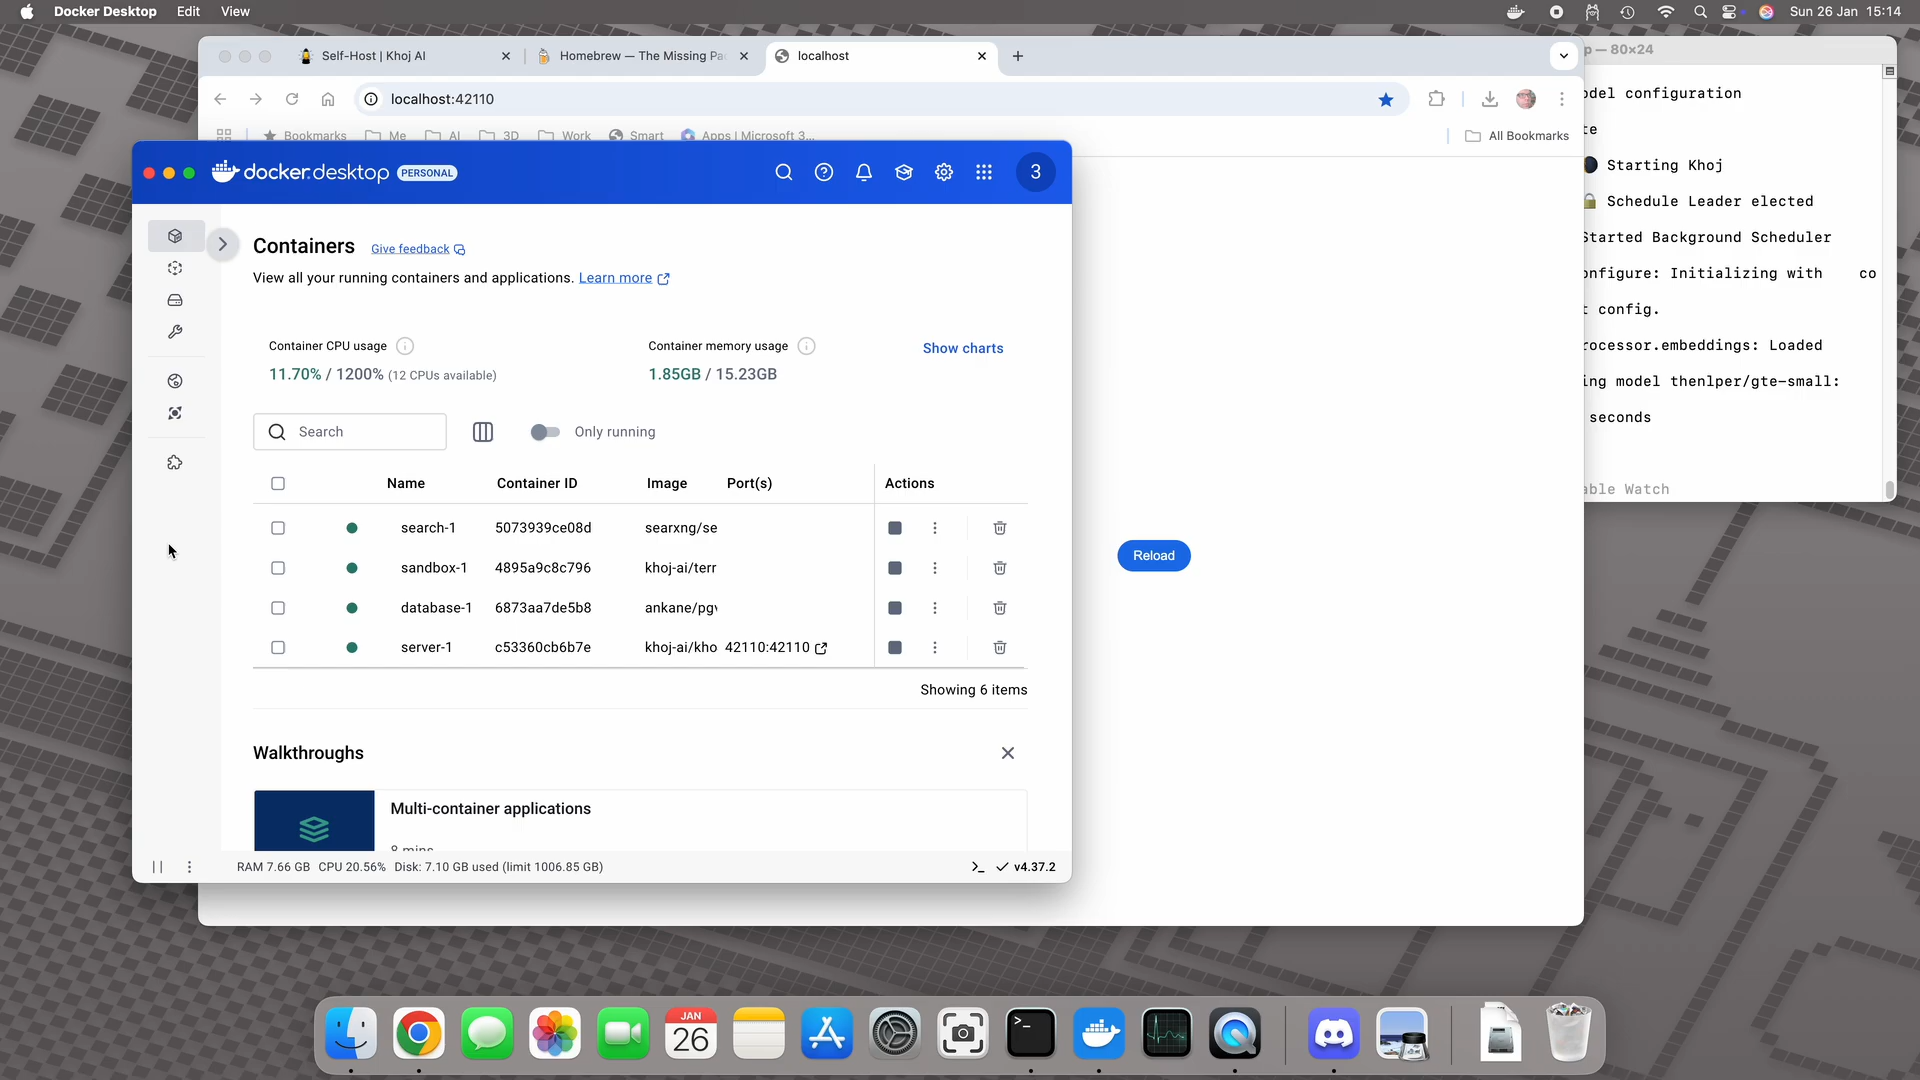 Docker Desktop Edit View
Sun 26 Jan 15:14
Self-Host | Khoj AI
Homebrew — The Missing Pa
localhost
p — 80×24
localhost:42110
Bookmarks Me AI 3D Work Smart Apps | Microsoft 3...
All Bookmarks
del configuration
te
Starting Khoj
Schedule Leader elected
Started Background Scheduler
onfigure: Initializing with co
t config.
rocessor.embeddings: Loaded
ing model thenlper/gte-small:
seconds
able Watch
docker.desktop PERSONAL
3
Containers Give feedback
View all your running containers and applications. Learn more
Container CPU usage
11.70% / 1200% (12 CPUs available)
Container memory usage
1.85GB / 15.23GB
Show charts
Search
Only running
Name Container ID Image Port(s) Actions
search-1 5073939ce08d searxng/se
sandbox-1 4895a9c8c796 khoj-ai/terr
database-1 6873aa7de5b8 ankane/pgv
server-1 c53360cb6b7e khoj-ai/kho 42110:42110
Showing 6 items
Walkthroughs
Multi-container applications
8 mins
RAM 7.66 GB CPU 20.56% Disk: 7.10 GB used (limit 1006.85 GB)
v4.37.2
Reload
JAN
26